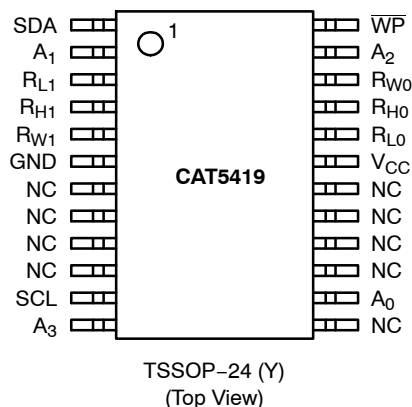 SDA WP
1
A1 A2
RL1 RW0
RH1 RH0
RW1 RL0
GND VCC
CAT5419
NC NC
NC NC
NC NC
NC NC
SCL A0
A3 NC
TSSOP−24 (Y)
(Top View)